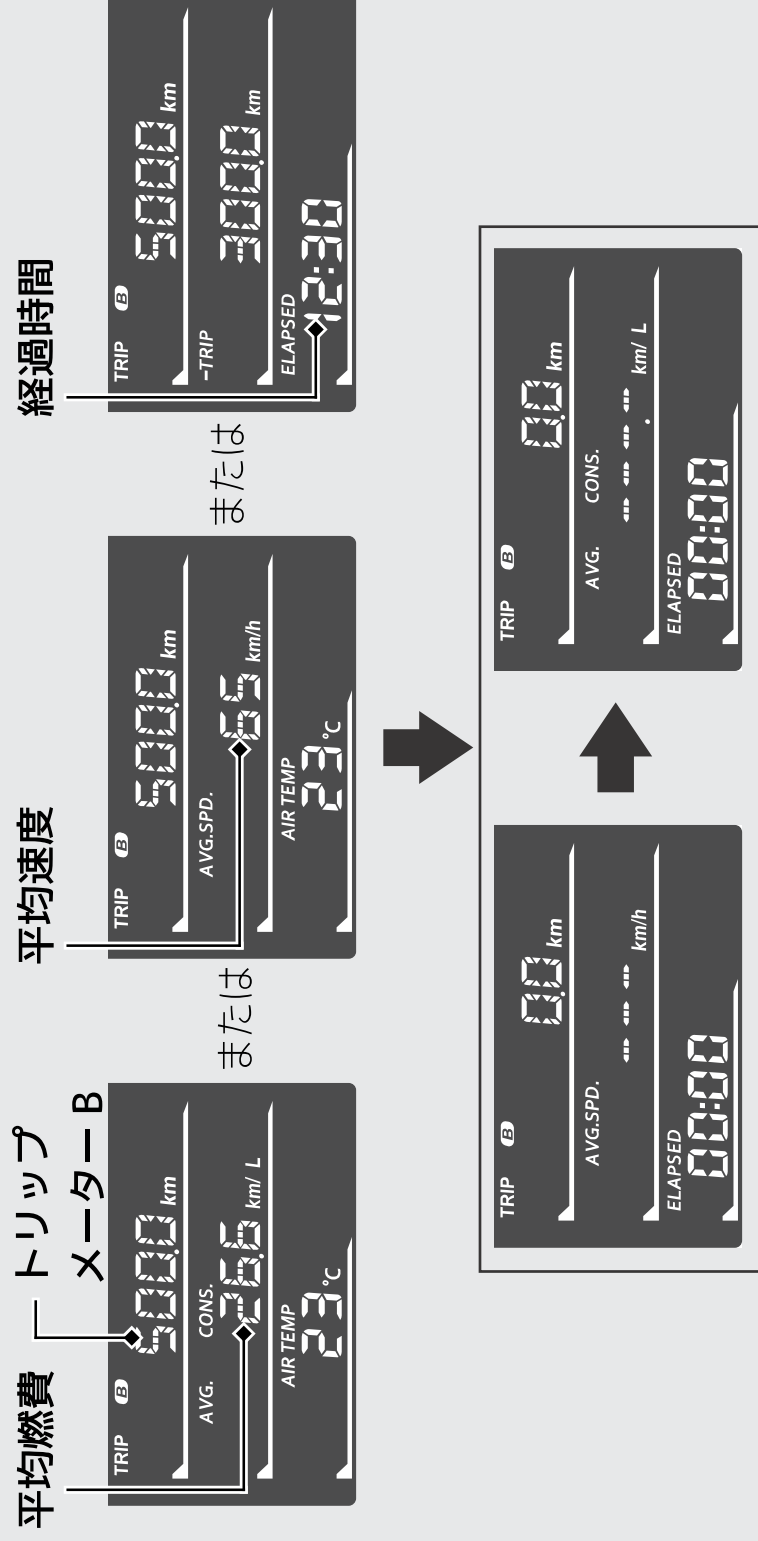 平均燃費
トリップ
メーター B
TRIP B
500.0 km
AVG. CONS.
26.6 km/ L
AIR TEMP
23 °C
または
平均速度
TRIP B
500.0 km
AVG.SPD.
65 km/h
AIR TEMP
23 °C
または
経過時間
TRIP B
500.0 km
-TRIP
300.0 km
ELAPSED
12:30
TRIP B
0.0 km
AVG.SPD.
--- km/h
ELAPSED
00:00
TRIP B
0.0 km
AVG. CONS.
---.- km/ L
ELAPSED
00:00